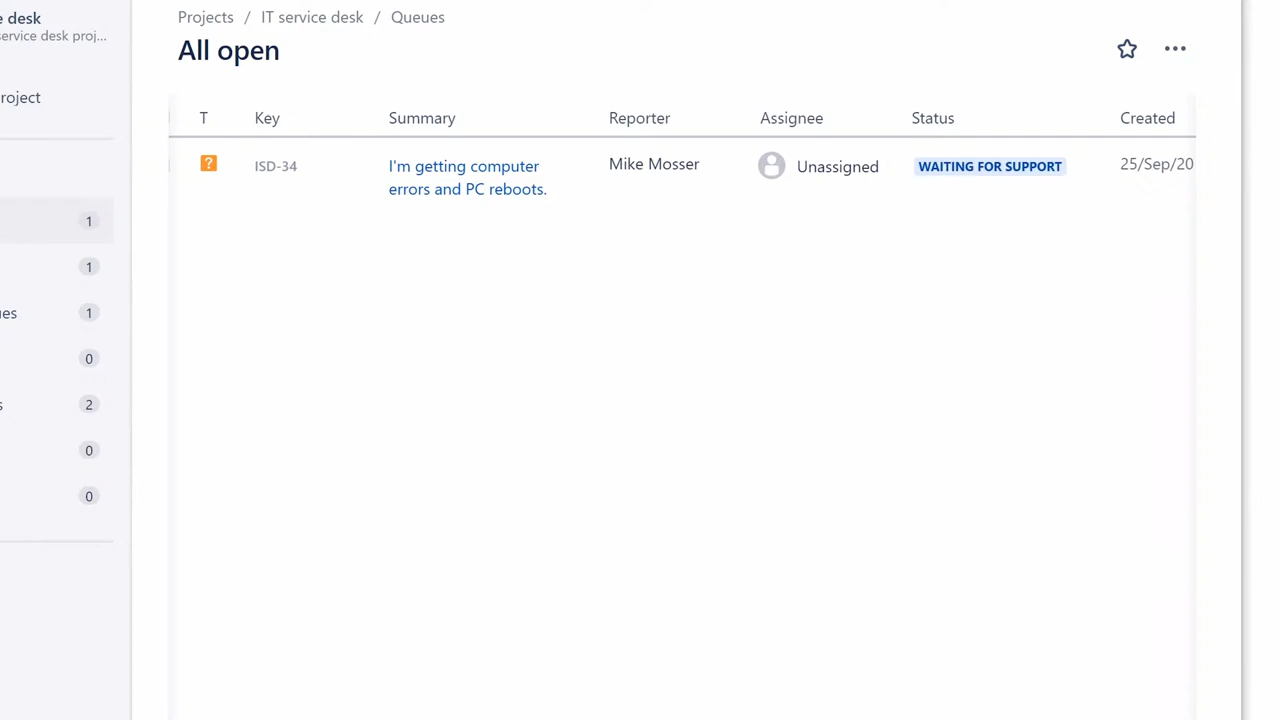 e desk
service desk proj...
roject
1
1
ues 1
0
s 2
0
0
Projects / IT service desk / Queues
All open
T Key Summary Reporter Assignee Status Created
? ISD-34 I'm getting computer Mike Mosser Unassigned WAITING FOR SUPPORT 25/Sep/20
errors and PC reboots.